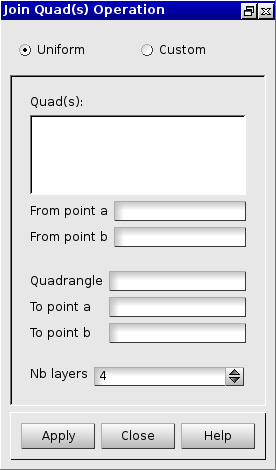 Join Quad(s) Operation
Uniform Custom
Quad(s):
From point a
From point b
Quadrangle
To point a
To point b
Nb layers 4
Apply Close Help